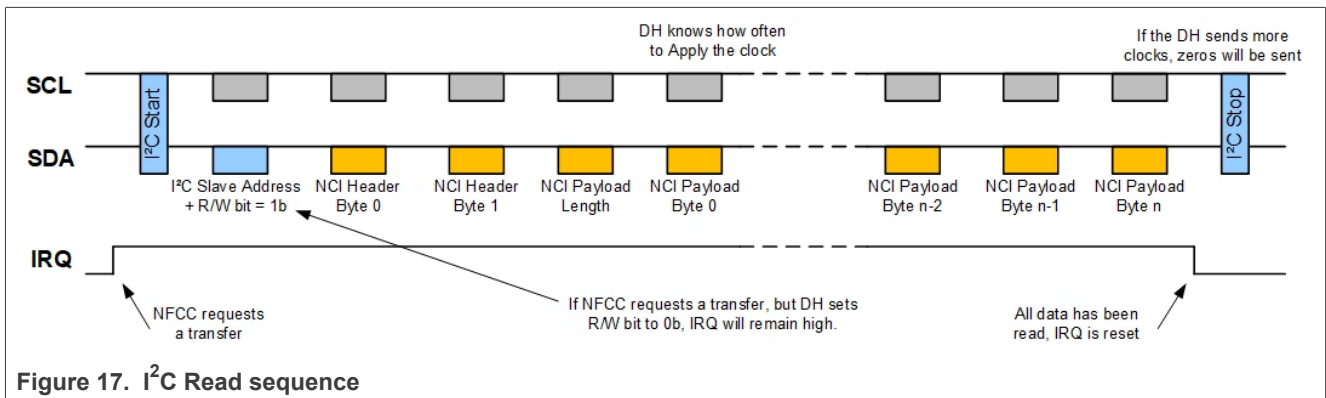 DH knows how often
to Apply the clock
If the DH sends more
clocks, zeros will be sent
SCL
I²C Start
I²C Stop
SDA
I²C Slave Address
+ R/W bit = 1b
NCI Header
Byte 0
NCI Header
Byte 1
NCI Payload
Length
NCI Payload
Byte 0
NCI Payload
Byte n-2
NCI Payload
Byte n-1
NCI Payload
Byte n
IRQ
NFCC requests
a transfer
If NFCC requests a transfer, but DH sets
R/W bit to 0b, IRQ will remain high.
All data has been
read, IRQ is reset
Figure 17. I²C Read sequence